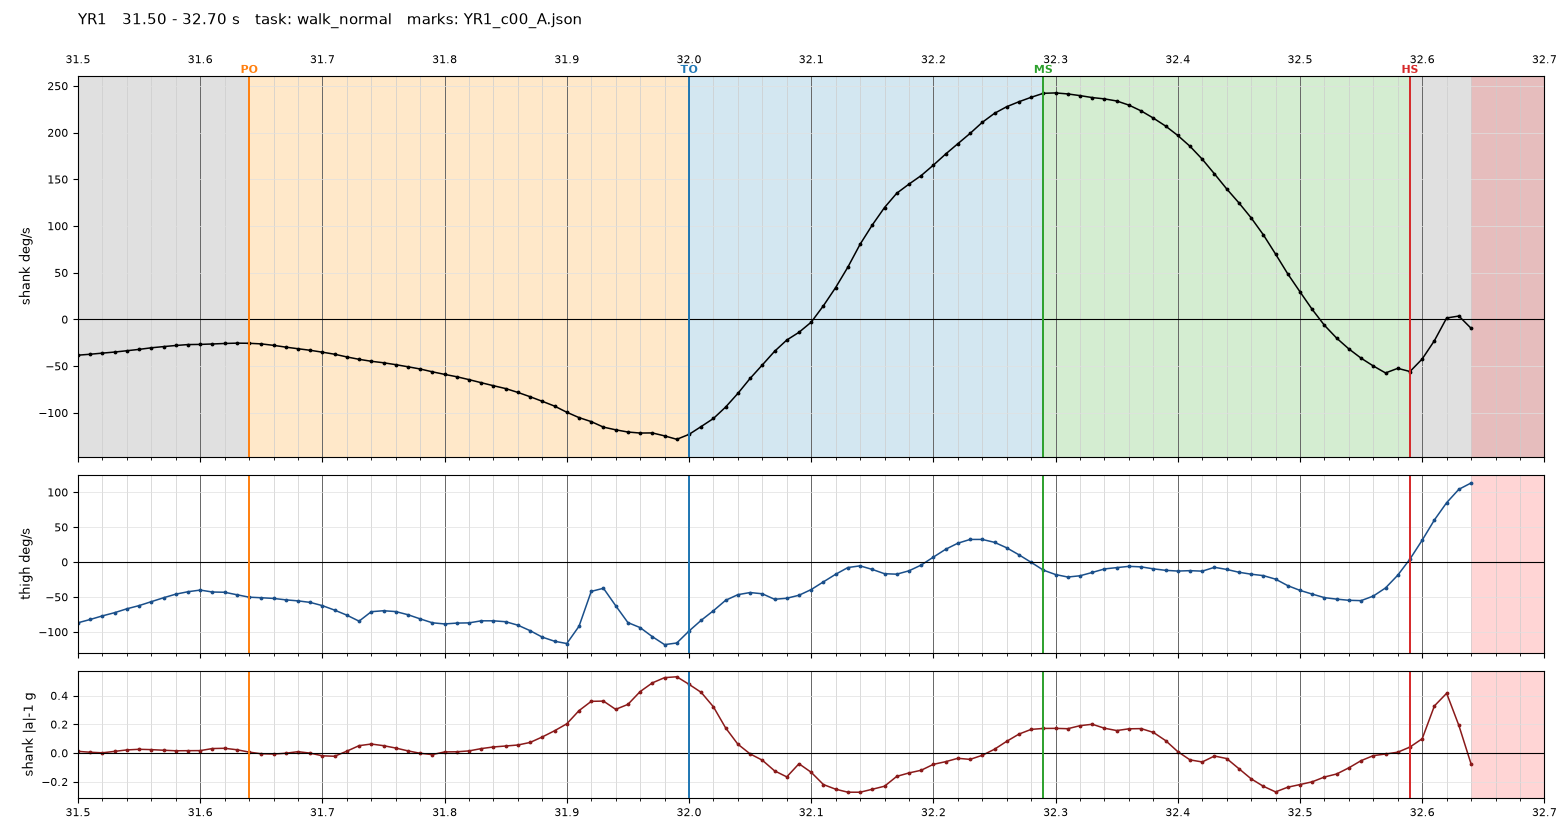 YR1   31.50 - 32.70 s   task: walk_normal   marks: YR1_c00_A.json
31.5 31.6 31.7 31.8 31.9 32.0 32.1 32.2 32.3 32.4 32.5 32.6 32.7
PO TO MS HS
shank deg/s
250
200
150
100
50
0
−50
−100
thigh deg/s
100
50
0
−50
−100
shank |a|-1 g
0.4
0.2
0.0
−0.2
31.5 31.6 31.7 31.8 31.9 32.0 32.1 32.2 32.3 32.4 32.5 32.6 32.7